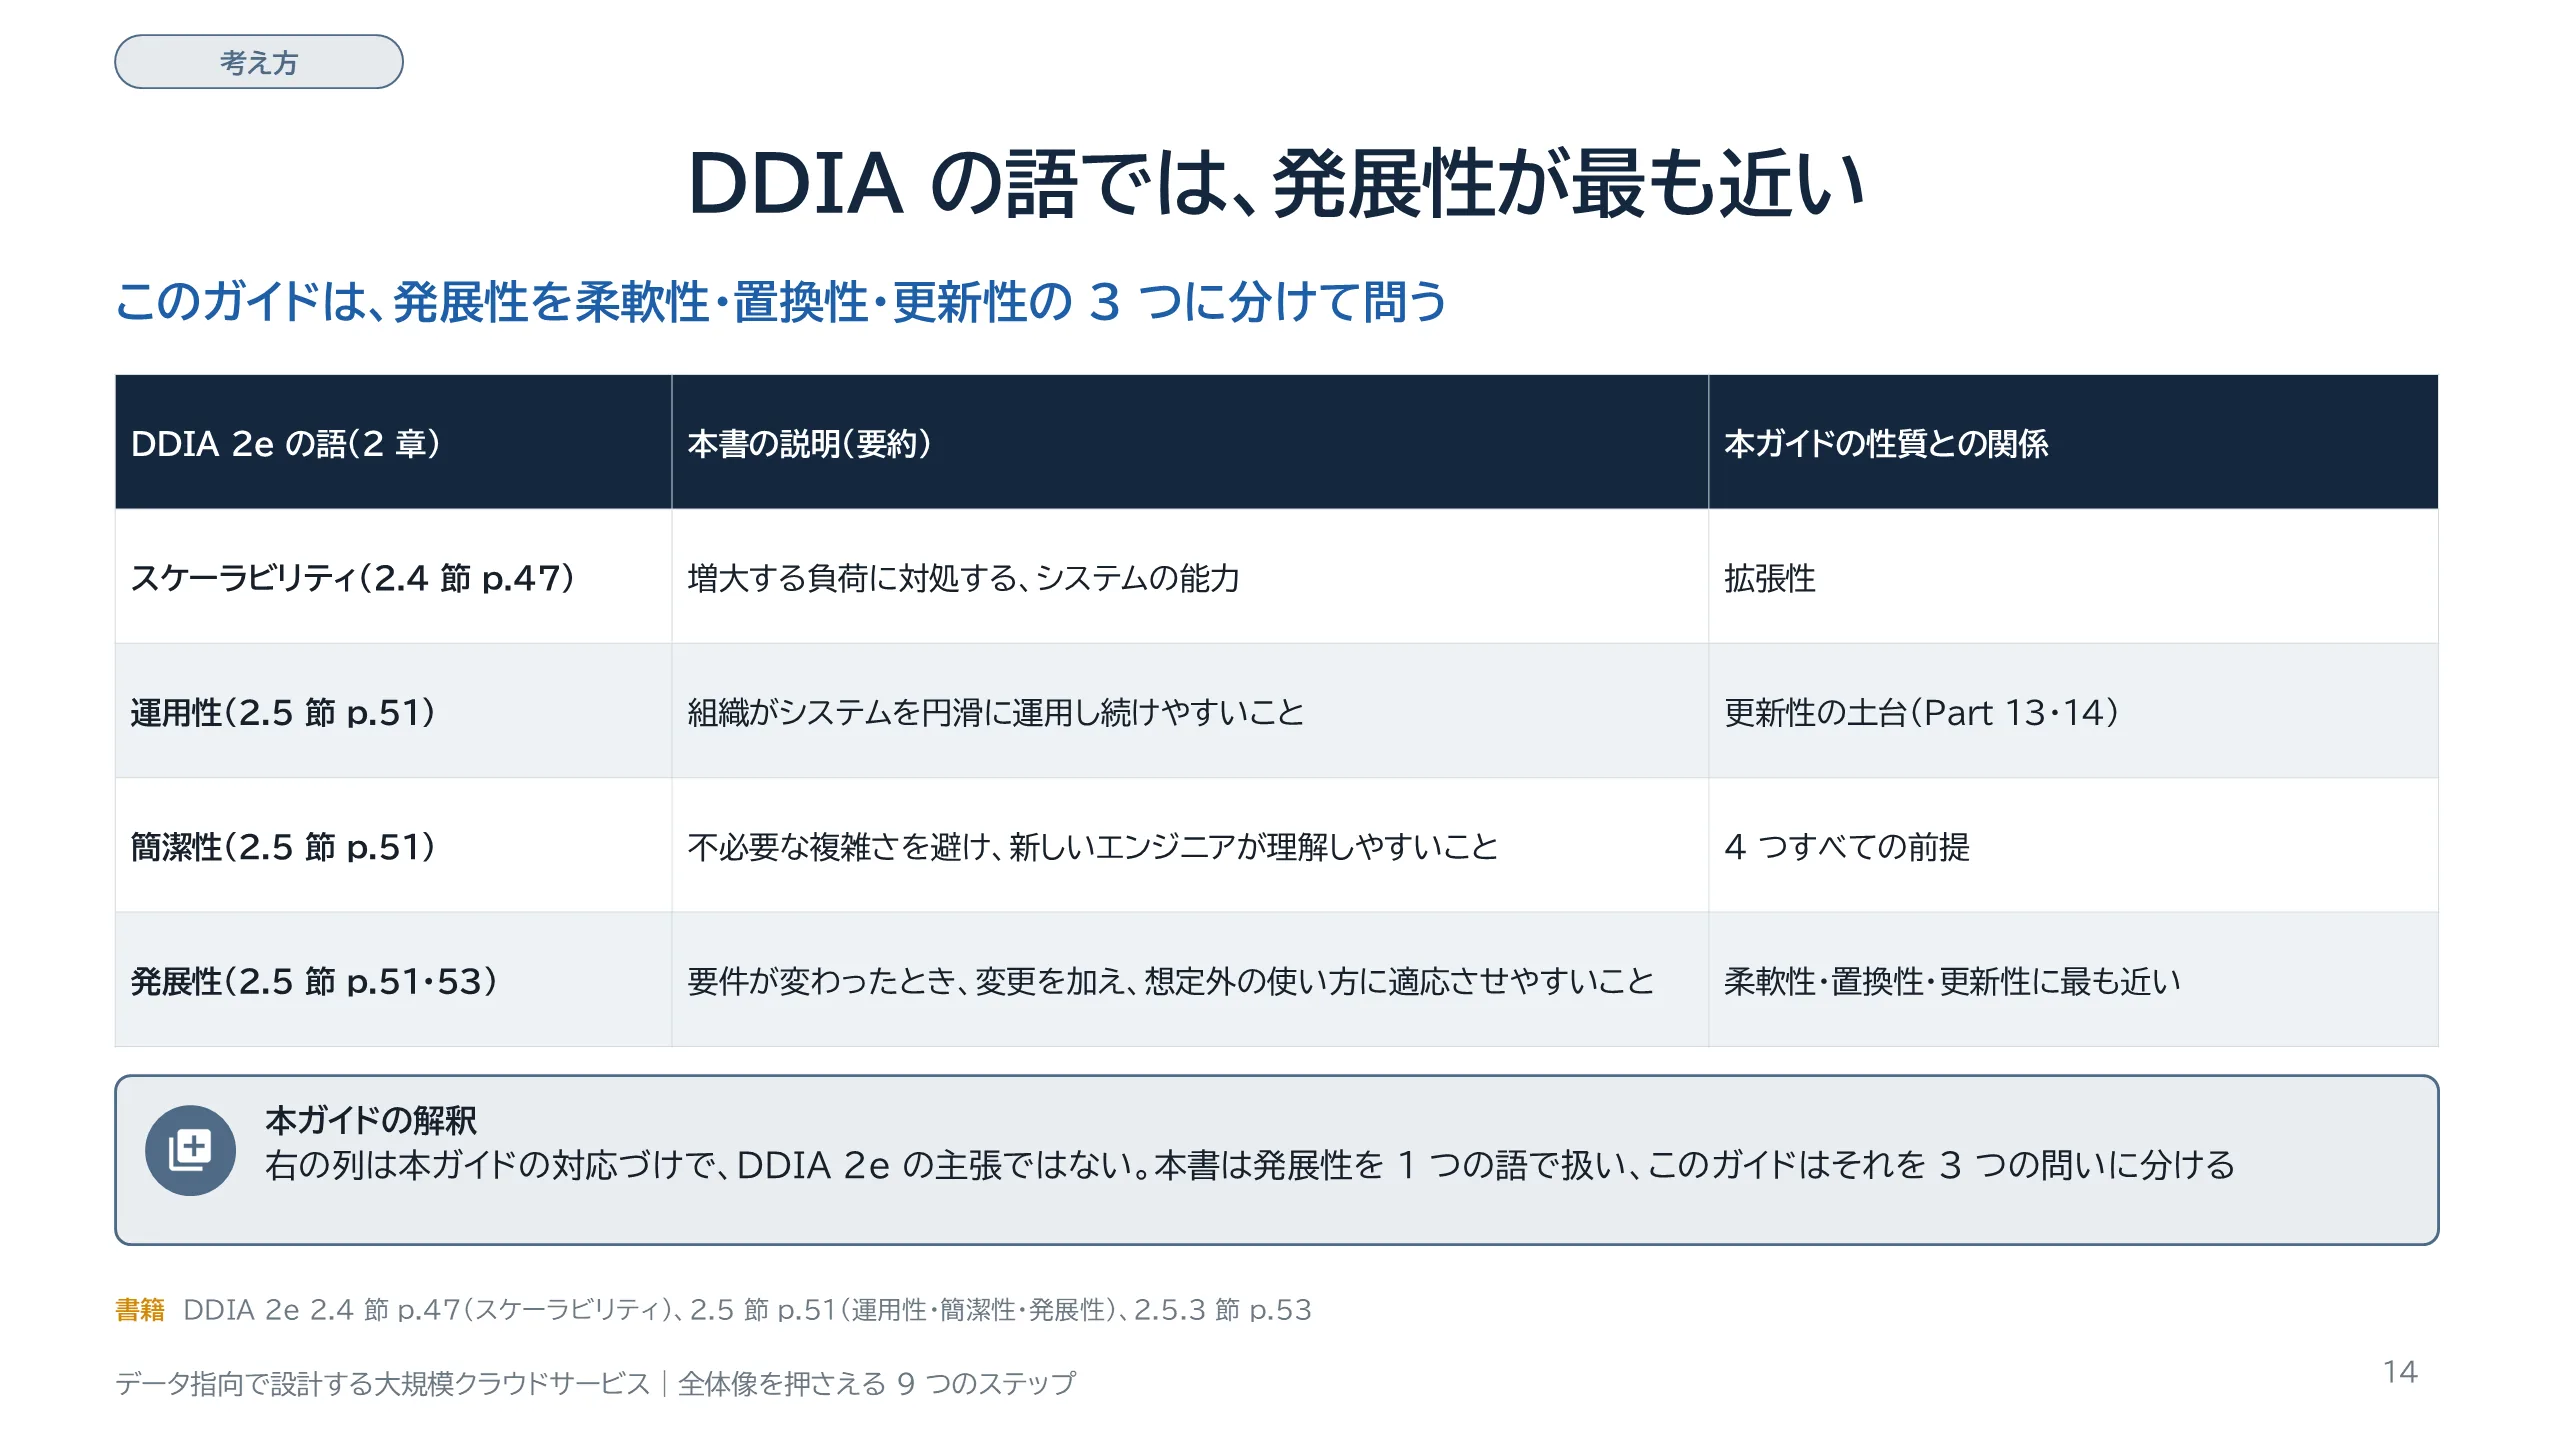 考え方
DDIA の語では、発展性が最も近い
このガイドは、発展性を柔軟性・置換性・更新性の 3 つに分けて問う
DDIA 2e の語（2 章） 本書の説明（要約） 本ガイドの性質との関係
スケーラビリティ（2.4 節 p.47） 増大する負荷に対処する、システムの能力 拡張性
運用性（2.5 節 p.51） 組織がシステムを円滑に運用し続けやすいこと 更新性の土台（Part 13・14）
簡潔性（2.5 節 p.51） 不必要な複雑さを避け、新しいエンジニアが理解しやすいこと 4 つすべての前提
発展性（2.5 節 p.51・53） 要件が変わったとき、変更を加え、想定外の使い方に適応させやすいこと 柔軟性・置換性・更新性に最も近い
本ガイドの解釈
右の列は本ガイドの対応づけで、DDIA 2e の主張ではない。本書は発展性を 1 つの語で扱い、このガイドはそれを 3 つの問いに分ける
書籍 DDIA 2e 2.4 節 p.47（スケーラビリティ）、2.5 節 p.51（運用性・簡潔性・発展性）、2.5.3 節 p.53
データ指向で設計する大規模クラウドサービス｜全体像を押さえる 9 つのステップ
14